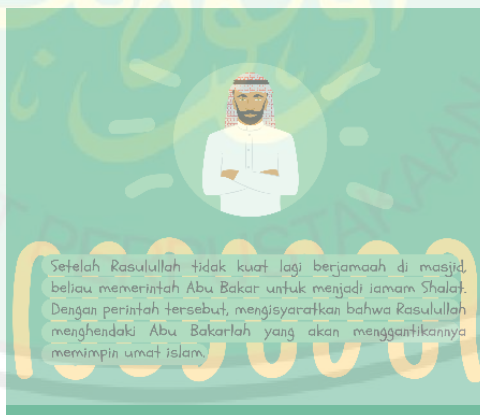 Setelah Rasulullah tidak kuat lagi berjamaah di masjid,
beliau memerintah Abu Bakar untuk menjadi iamam Shalat.
Dengan perintah tersebut, mengisyaratkan bahwa Rasulullah
menghendaki Abu Bakarlah yang akan menggantikannya
memimpin umat islam.